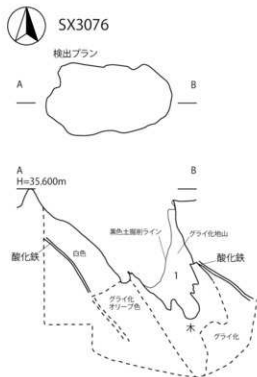 SX3076
検出プラン
A B
A B
H=35.600m
黒色土掘削ライン グライ化地山
酸化鉄 白色 酸化鉄
1
グライ化
オリーブ色
木
グライ化